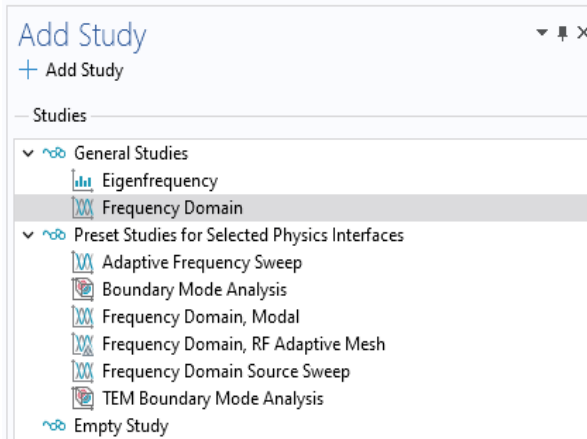 Add Study
+ Add Study
Studies
General Studies
Eigenfrequency
Frequency Domain
Preset Studies for Selected Physics Interfaces
Adaptive Frequency Sweep
Boundary Mode Analysis
Frequency Domain, Modal
Frequency Domain, RF Adaptive Mesh
Frequency Domain Source Sweep
TEM Boundary Mode Analysis
Empty Study